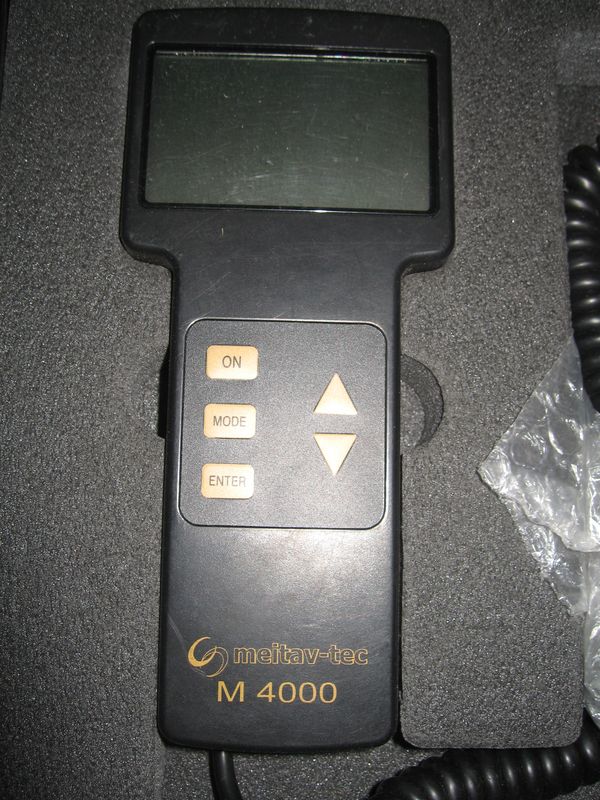 ON
MODE
ENTER
meitav-tec
M 4000